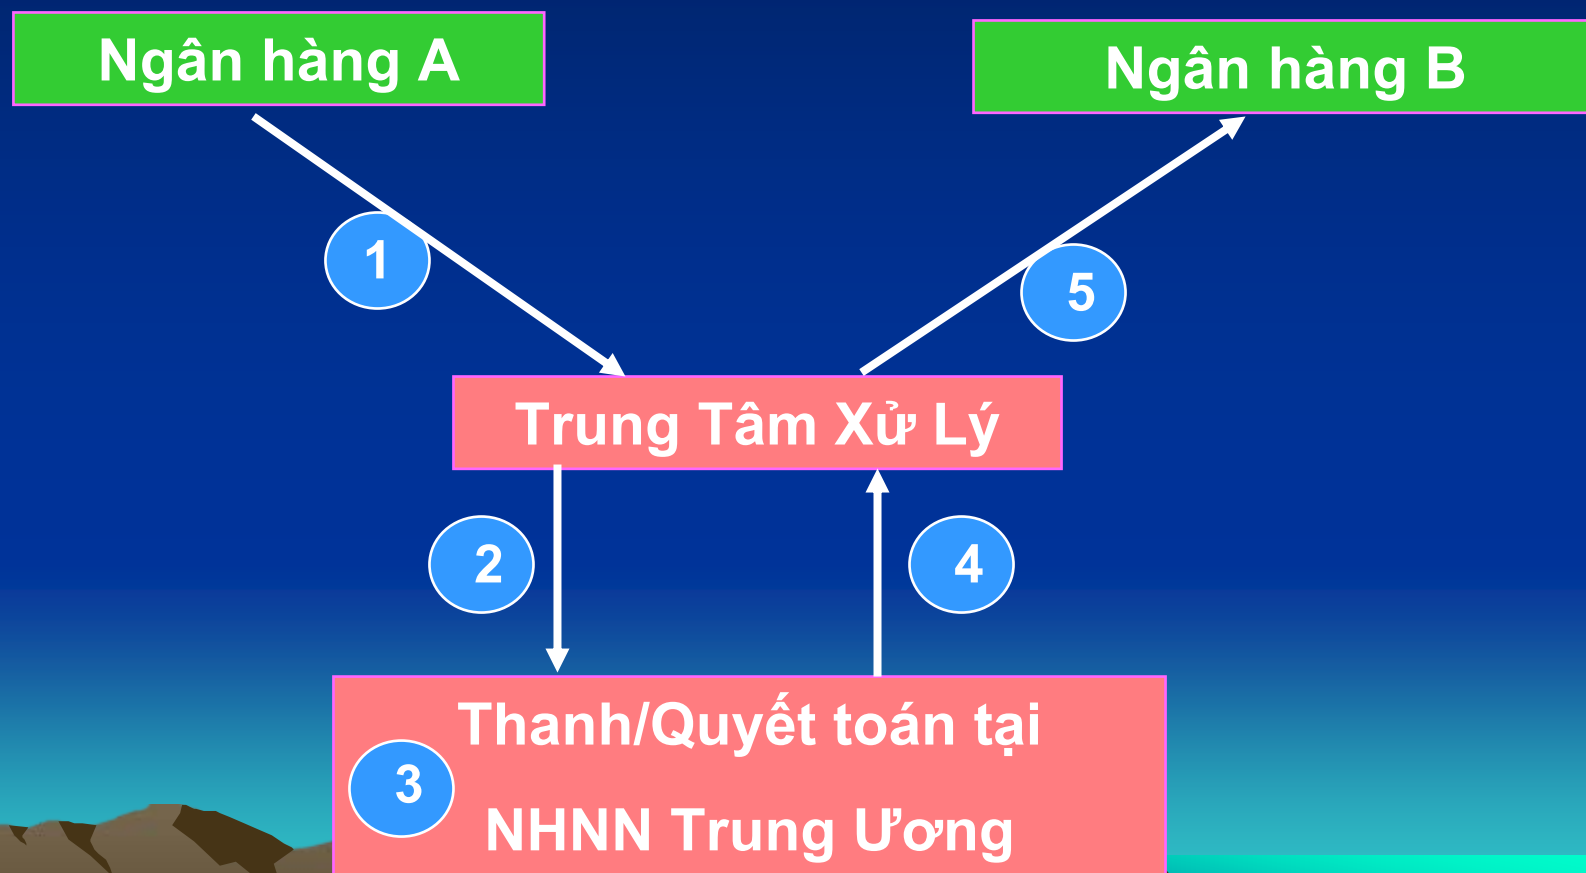 Ngân hàng A
Ngân hàng B
1
5
Trung Tâm Xử Lý
2
4
Thanh/Quyết toán tại
3
NHNN Trung Ương